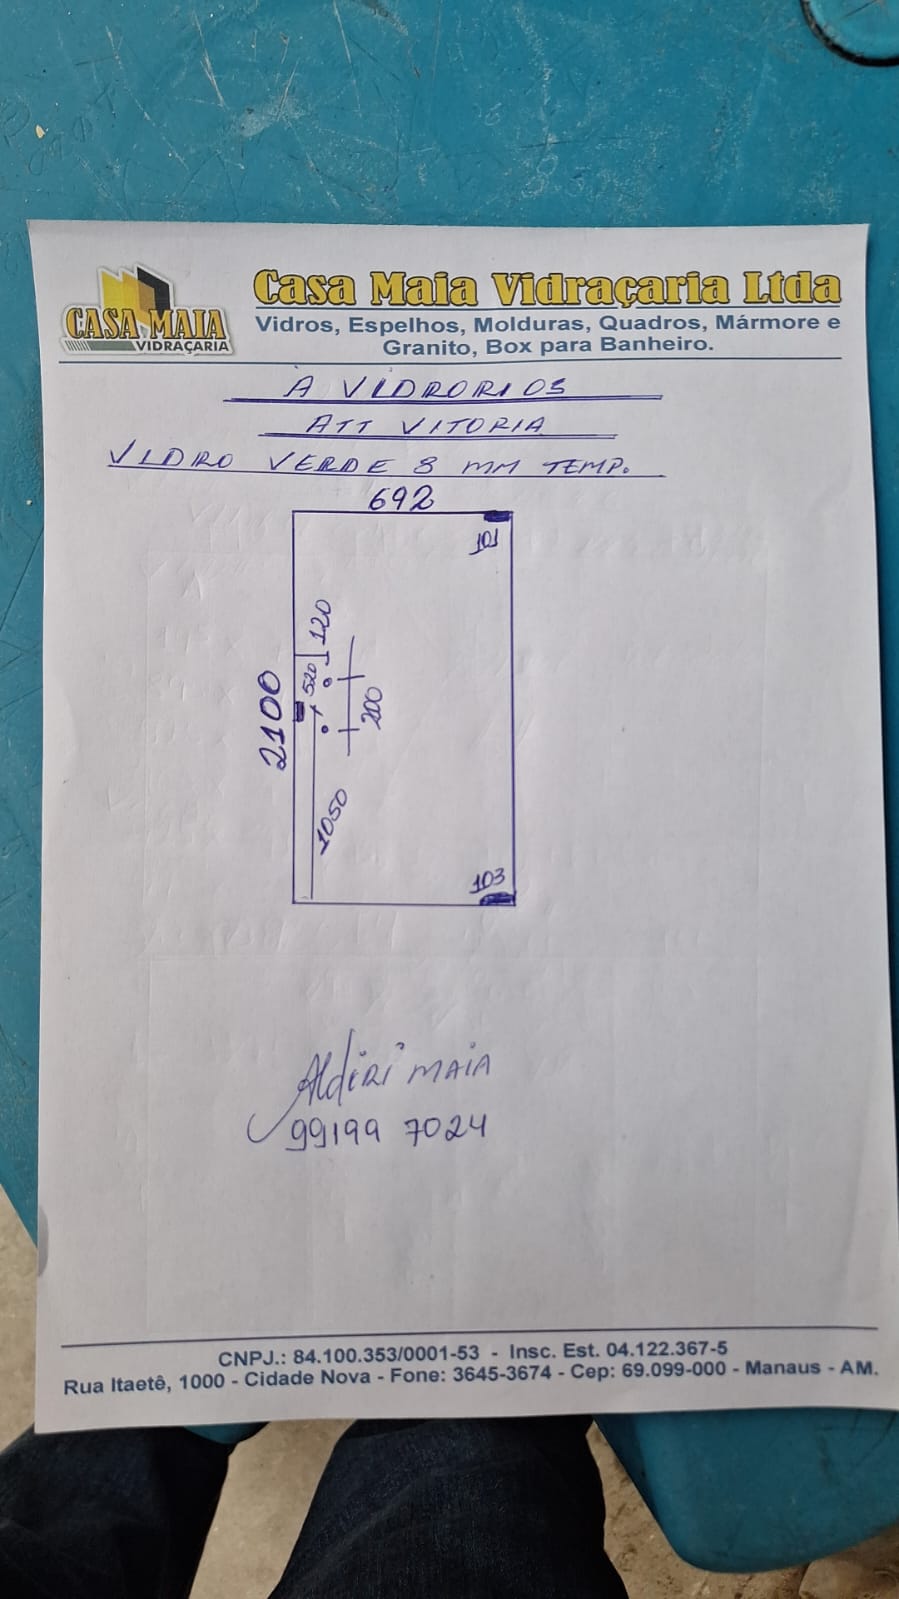 CASA MAIA
VIDRAÇARIA
Casa Maia Vidraçaria Ltda
Vidros, Espelhos, Molduras, Quadros, Mármore e
Granito, Box para Banheiro.
À VIDRORIOS
ATT VITORIA
VIDRO VERDE 8 MM TEMP.
692
101
120
520
2100
200
1050
103
Aldiri MAIA
99199 7024
CNPJ.: 84.100.353/0001-53 - Insc. Est. 04.122.367-5
Rua Itaetê, 1000 - Cidade Nova - Fone: 3645-3674 - Cep: 69.099-000 - Manaus - AM.